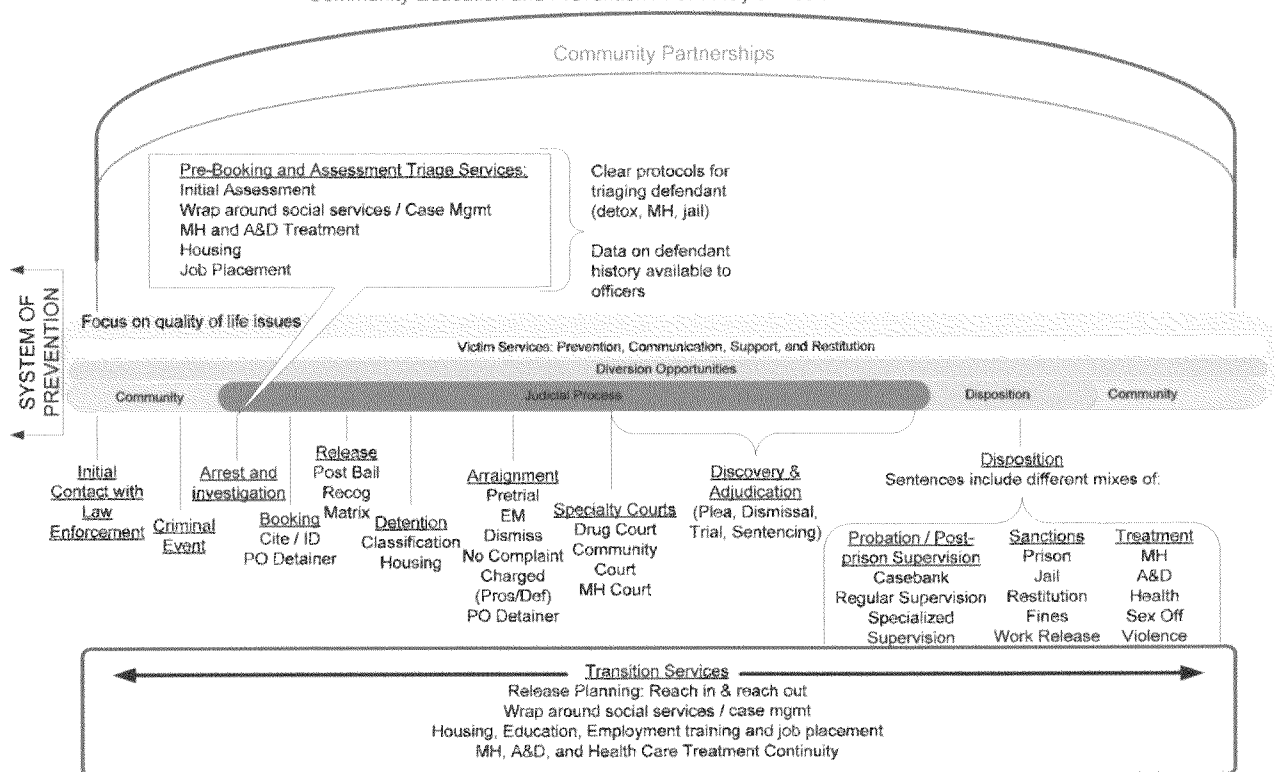 Community Partnerships
Pre-Booking and Assessment Triage Services:
Initial Assessment
Wrap around social services / Case Mgmt
MH and A&D Treatment
Housing
Job Placement
Clear protocols for
triaging defendant
(detox, MH, jail)
Data on defendant
history available to
officers
SYSTEM OF
PREVENTION
Focus on quality of life issues
Victim Services: Prevention, Communication, Support, and Restitution
Diversion Opportunities
Community
Judicial Process
Disposition
Community
Initial
Contact with
Law
Enforcement
Criminal
Event
Arrest and
investigation
Booking
Cite / ID
PO Detainer
Release
Post Bail
Recog
Matrix
Detention
Classification
Housing
Arraignment
Pretrial
EM
Dismiss
No Complaint
Charged
(Pros/Def)
PO Detainer
Specialty Courts
Drug Court
Community
Court
MH Court
Discovery &
Adjudication
(Plea, Dismissal,
Trial, Sentencing)
Disposition
Sentences include different mixes of:
Probation / Post-
prison Supervision
Casebank
Regular Supervision
Specialized
Supervision
Sanctions
Prison
Jail
Restitution
Fines
Work Release
Treatment
MH
A&D
Health
Sex Off
Violence
Transition Services
Release Planning: Reach in & reach out
Wrap around social services / case mgmt
Housing, Education, Employment training and job placement
MH, A&D, and Health Care Treatment Continuity